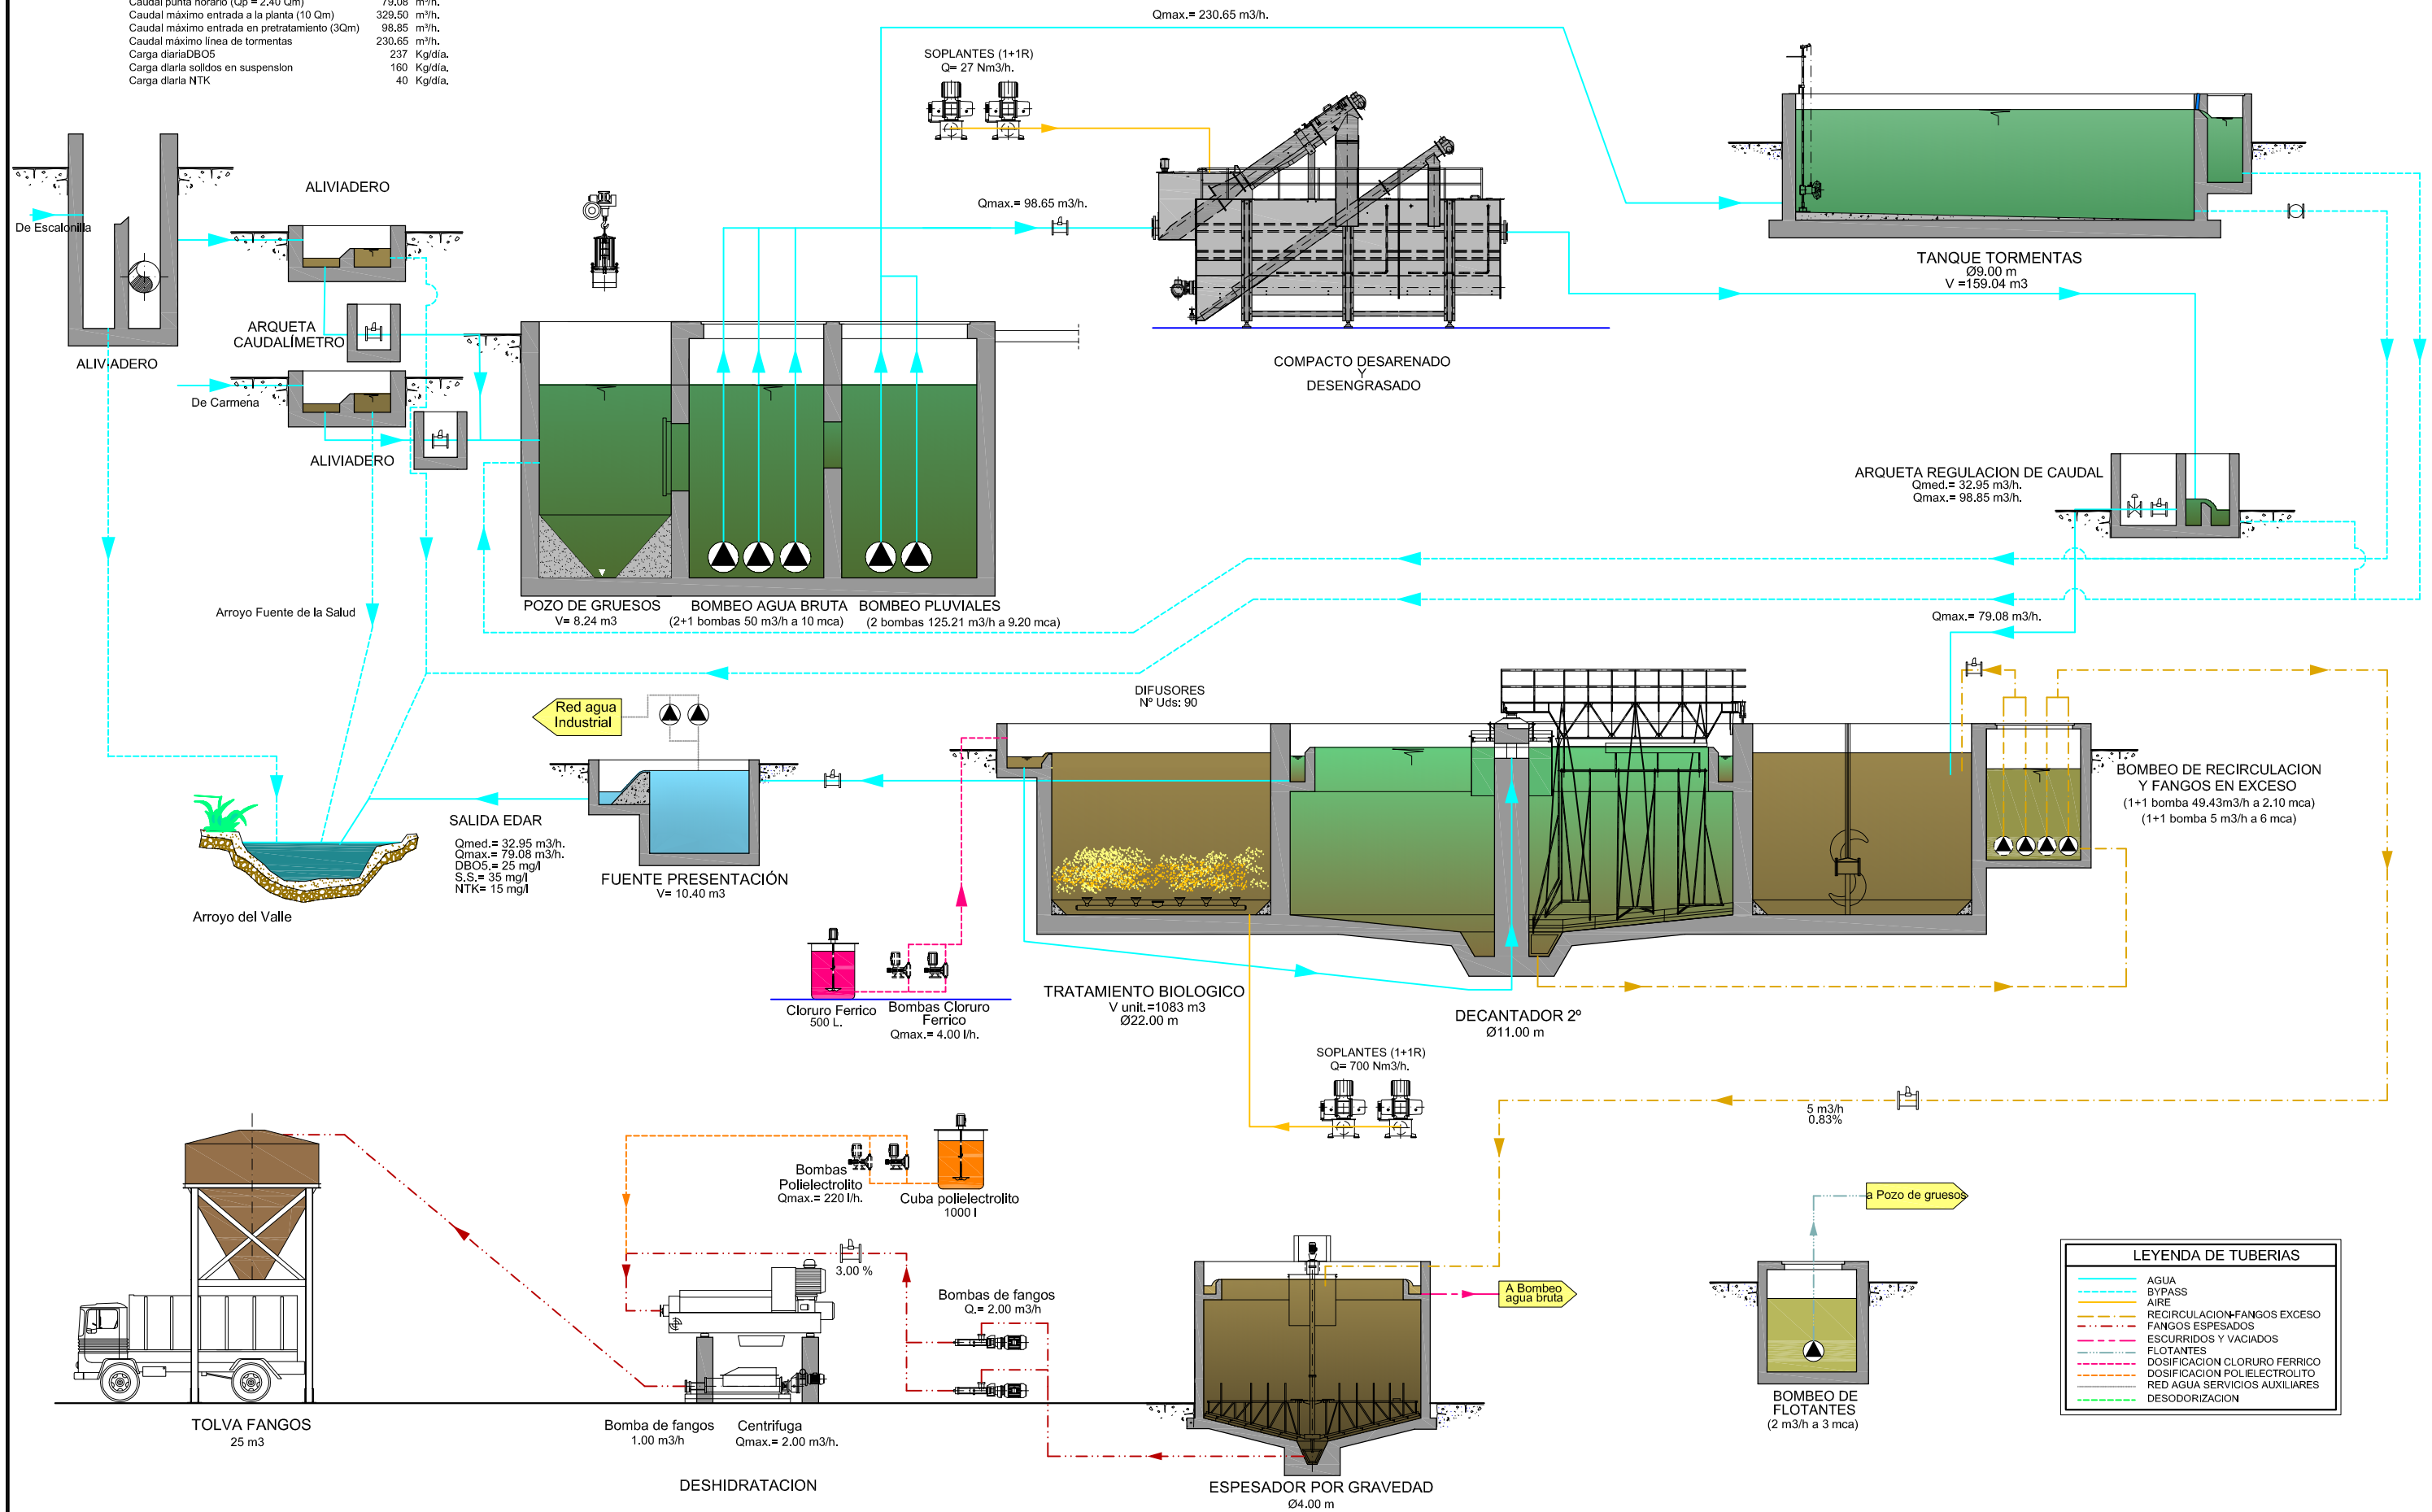 Caudal punta horario (Qp = 2.40 Qm) 79.08 m³/h.
Caudal máximo entrada a la planta (10 Qm) 329.50 m³/h.
Caudal máximo entrada en pretratamiento (3Qm) 98.85 m³/h.
Caudal máximo línea de tormentas 230.65 m³/h.
Carga diariaDBO5 237 Kg/día.
Carga diaria solidos en suspension 160 Kg/día.
Carga diaria NTK 40 Kg/día.
Qmax.= 230.65 m3/h.
SOPLANTES (1+1R)
Q= 27 Nm3/h.
ALIVIADERO
De Escalonilla
Qmax.= 98.65 m3/h.
TANQUE TORMENTAS
Ø9.00 m
V =159.04 m3
ARQUETA
CAUDALÍMETRO
ALIVIADERO
COMPACTO DESARENADO
Y
DESENGRASADO
De Carmena
ALIVIADERO
ARQUETA REGULACION DE CAUDAL
Qmed.= 32.95 m3/h.
Qmax.= 98.85 m3/h.
Arroyo Fuente de la Salud
POZO DE GRUESOS
V= 8.24 m3
BOMBEO AGUA BRUTA
(2+1 bombas 50 m3/h a 10 mca)
BOMBEO PLUVIALES
(2 bombas 125.21 m3/h a 9.20 mca)
Qmax.= 79.08 m3/h.
Red agua
Industrial
DIFUSORES
Nº Uds: 90
BOMBEO DE RECIRCULACION
Y FANGOS EN EXCESO
(1+1 bomba 49.43m3/h a 2.10 mca)
(1+1 bomba 5 m3/h a 6 mca)
SALIDA EDAR
Qmed.= 32.95 m3/h.
Qmax.= 79.08 m3/h.
DBO5.= 25 mg/l
S.S.= 35 mg/l
NTK= 15 mg/l
FUENTE PRESENTACIÓN
V= 10.40 m3
Arroyo del Valle
Cloruro Ferrico
500 L.
Bombas Cloruro
Ferrico
Qmax.= 4.00 l/h.
TRATAMIENTO BIOLOGICO
V unit.=1083 m3
Ø22.00 m
DECANTADOR 2º
Ø11.00 m
SOPLANTES (1+1R)
Q= 700 Nm3/h.
5 m3/h
0.83%
Bombas
Polielectrolito
Qmax.= 220 l/h.
Cuba polielectrolito
1000 l
a Pozo de gruesos
3.00 %
Bombas de fangos
Q.= 2.00 m3/h
A Bombeo
agua bruta
LEYENDA DE TUBERIAS
AGUA
BYPASS
AIRE
RECIRCULACION+FANGOS EXCESO
FANGOS ESPESADOS
ESCURRIDOS Y VACIADOS
FLOTANTES
DOSIFICACION CLORURO FERRICO
DOSIFICACION POLIELECTROLITO
RED AGUA SERVICIOS AUXILIARES
DESODORIZACION
BOMBEO DE
FLOTANTES
(2 m3/h a 3 mca)
TOLVA FANGOS
25 m3
Bomba de fangos
1.00 m3/h
Centrifuga
Qmax.= 2.00 m3/h.
DESHIDRATACION
ESPESADOR POR GRAVEDAD
Ø4.00 m